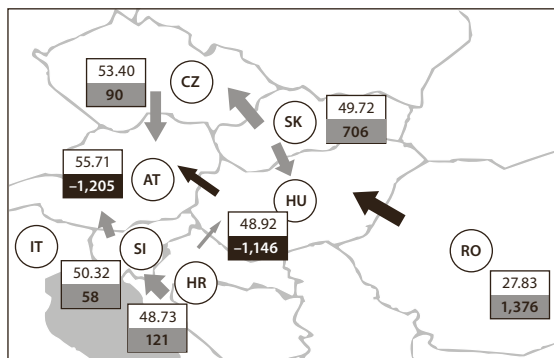 53.40
90
CZ
SK
49.72
706
55.71
–1,205
AT
HU
48.92
–1,146
IT
SI
50.32
58
HR
48.73
121
RO
27.83
1,376